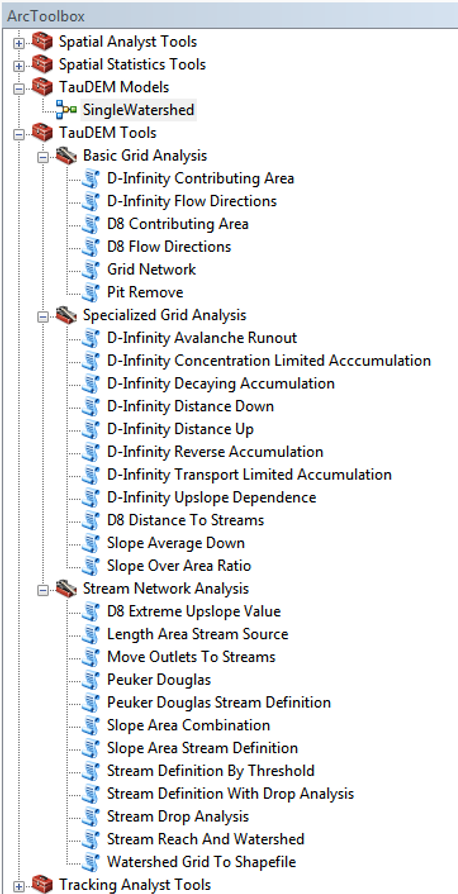 ArcToolbox
Spatial Analyst Tools
Spatial Statistics Tools
TauDEM Models
SingleWatershed
TauDEM Tools
Basic Grid Analysis
D-Infinity Contributing Area
D-Infinity Flow Directions
D8 Contributing Area
D8 Flow Directions
Grid Network
Pit Remove
Specialized Grid Analysis
D-Infinity Avalanche Runout
D-Infinity Concentration Limited Acccumulation
D-Infinity Decaying Accumulation
D-Infinity Distance Down
D-Infinity Distance Up
D-Infinity Reverse Accumulation
D-Infinity Transport Limited Accumulation
D-Infinity Upslope Dependence
D8 Distance To Streams
Slope Average Down
Slope Over Area Ratio
Stream Network Analysis
D8 Extreme Upslope Value
Length Area Stream Source
Move Outlets To Streams
Peuker Douglas
Peuker Douglas Stream Definition
Slope Area Combination
Slope Area Stream Definition
Stream Definition By Threshold
Stream Definition With Drop Analysis
Stream Drop Analysis
Stream Reach And Watershed
Watershed Grid To Shapefile
Tracking Analyst Tools